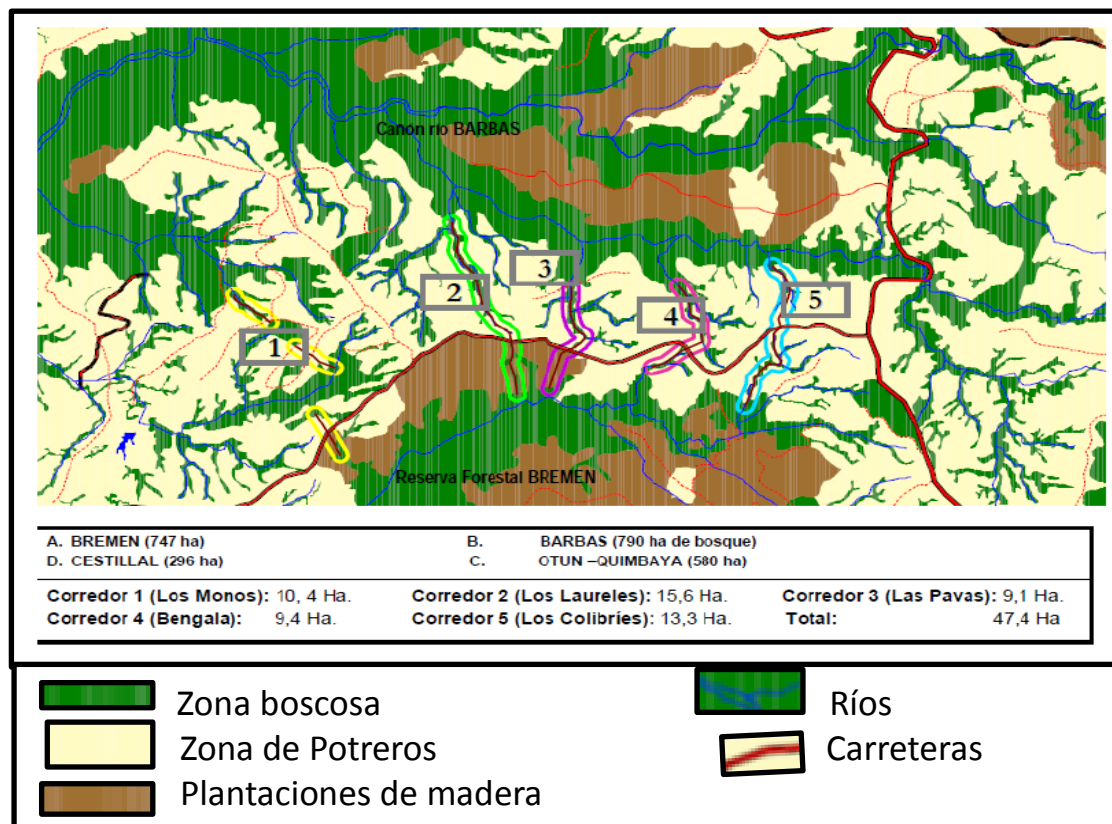 Cañon río BARBAS
3
2
5
4
1
Reserva Forestal BREMEN
A. BREMEN (747 ha) B. BARBAS (790 ha de bosque)
D. CESTILLAL (296 ha) C. OTUN –QUIMBAYA (580 ha)
Corredor 1 (Los Monos): 10, 4 Ha. Corredor 2 (Los Laureles): 15,6 Ha. Corredor 3 (Las Pavas): 9,1 Ha.
Corredor 4 (Bengala): 9,4 Ha. Corredor 5 (Los Colibríes): 13,3 Ha. Total: 47,4 Ha
Zona boscosa Ríos
Zona de Potreros Carreteras
Plantaciones de madera